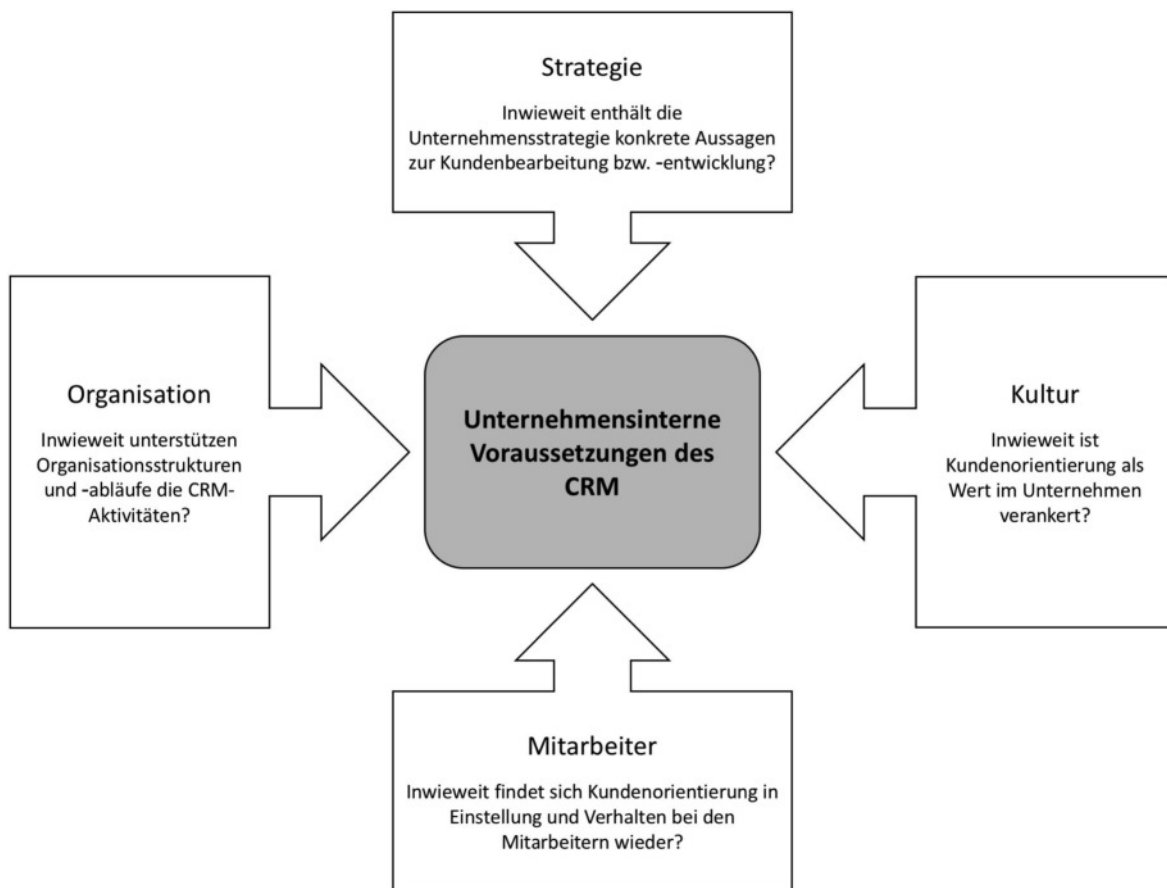 Strategie
Inwieweit enthält die
Unternehmensstrategie konkrete Aussagen
zur Kundenbearbeitung bzw. -entwicklung?
Organisation
Inwieweit unterstützen
Organisationsstrukturen
und -abläufe die CRM-
Aktivitäten?
Unternehmensinterne
Voraussetzungen des
CRM
Kultur
Inwieweit ist
Kundenorientierung als
Wert im Unternehmen
verankert?
Mitarbeiter
Inwieweit findet sich Kundenorientierung in
Einstellung und Verhalten bei den
Mitarbeitern wieder?